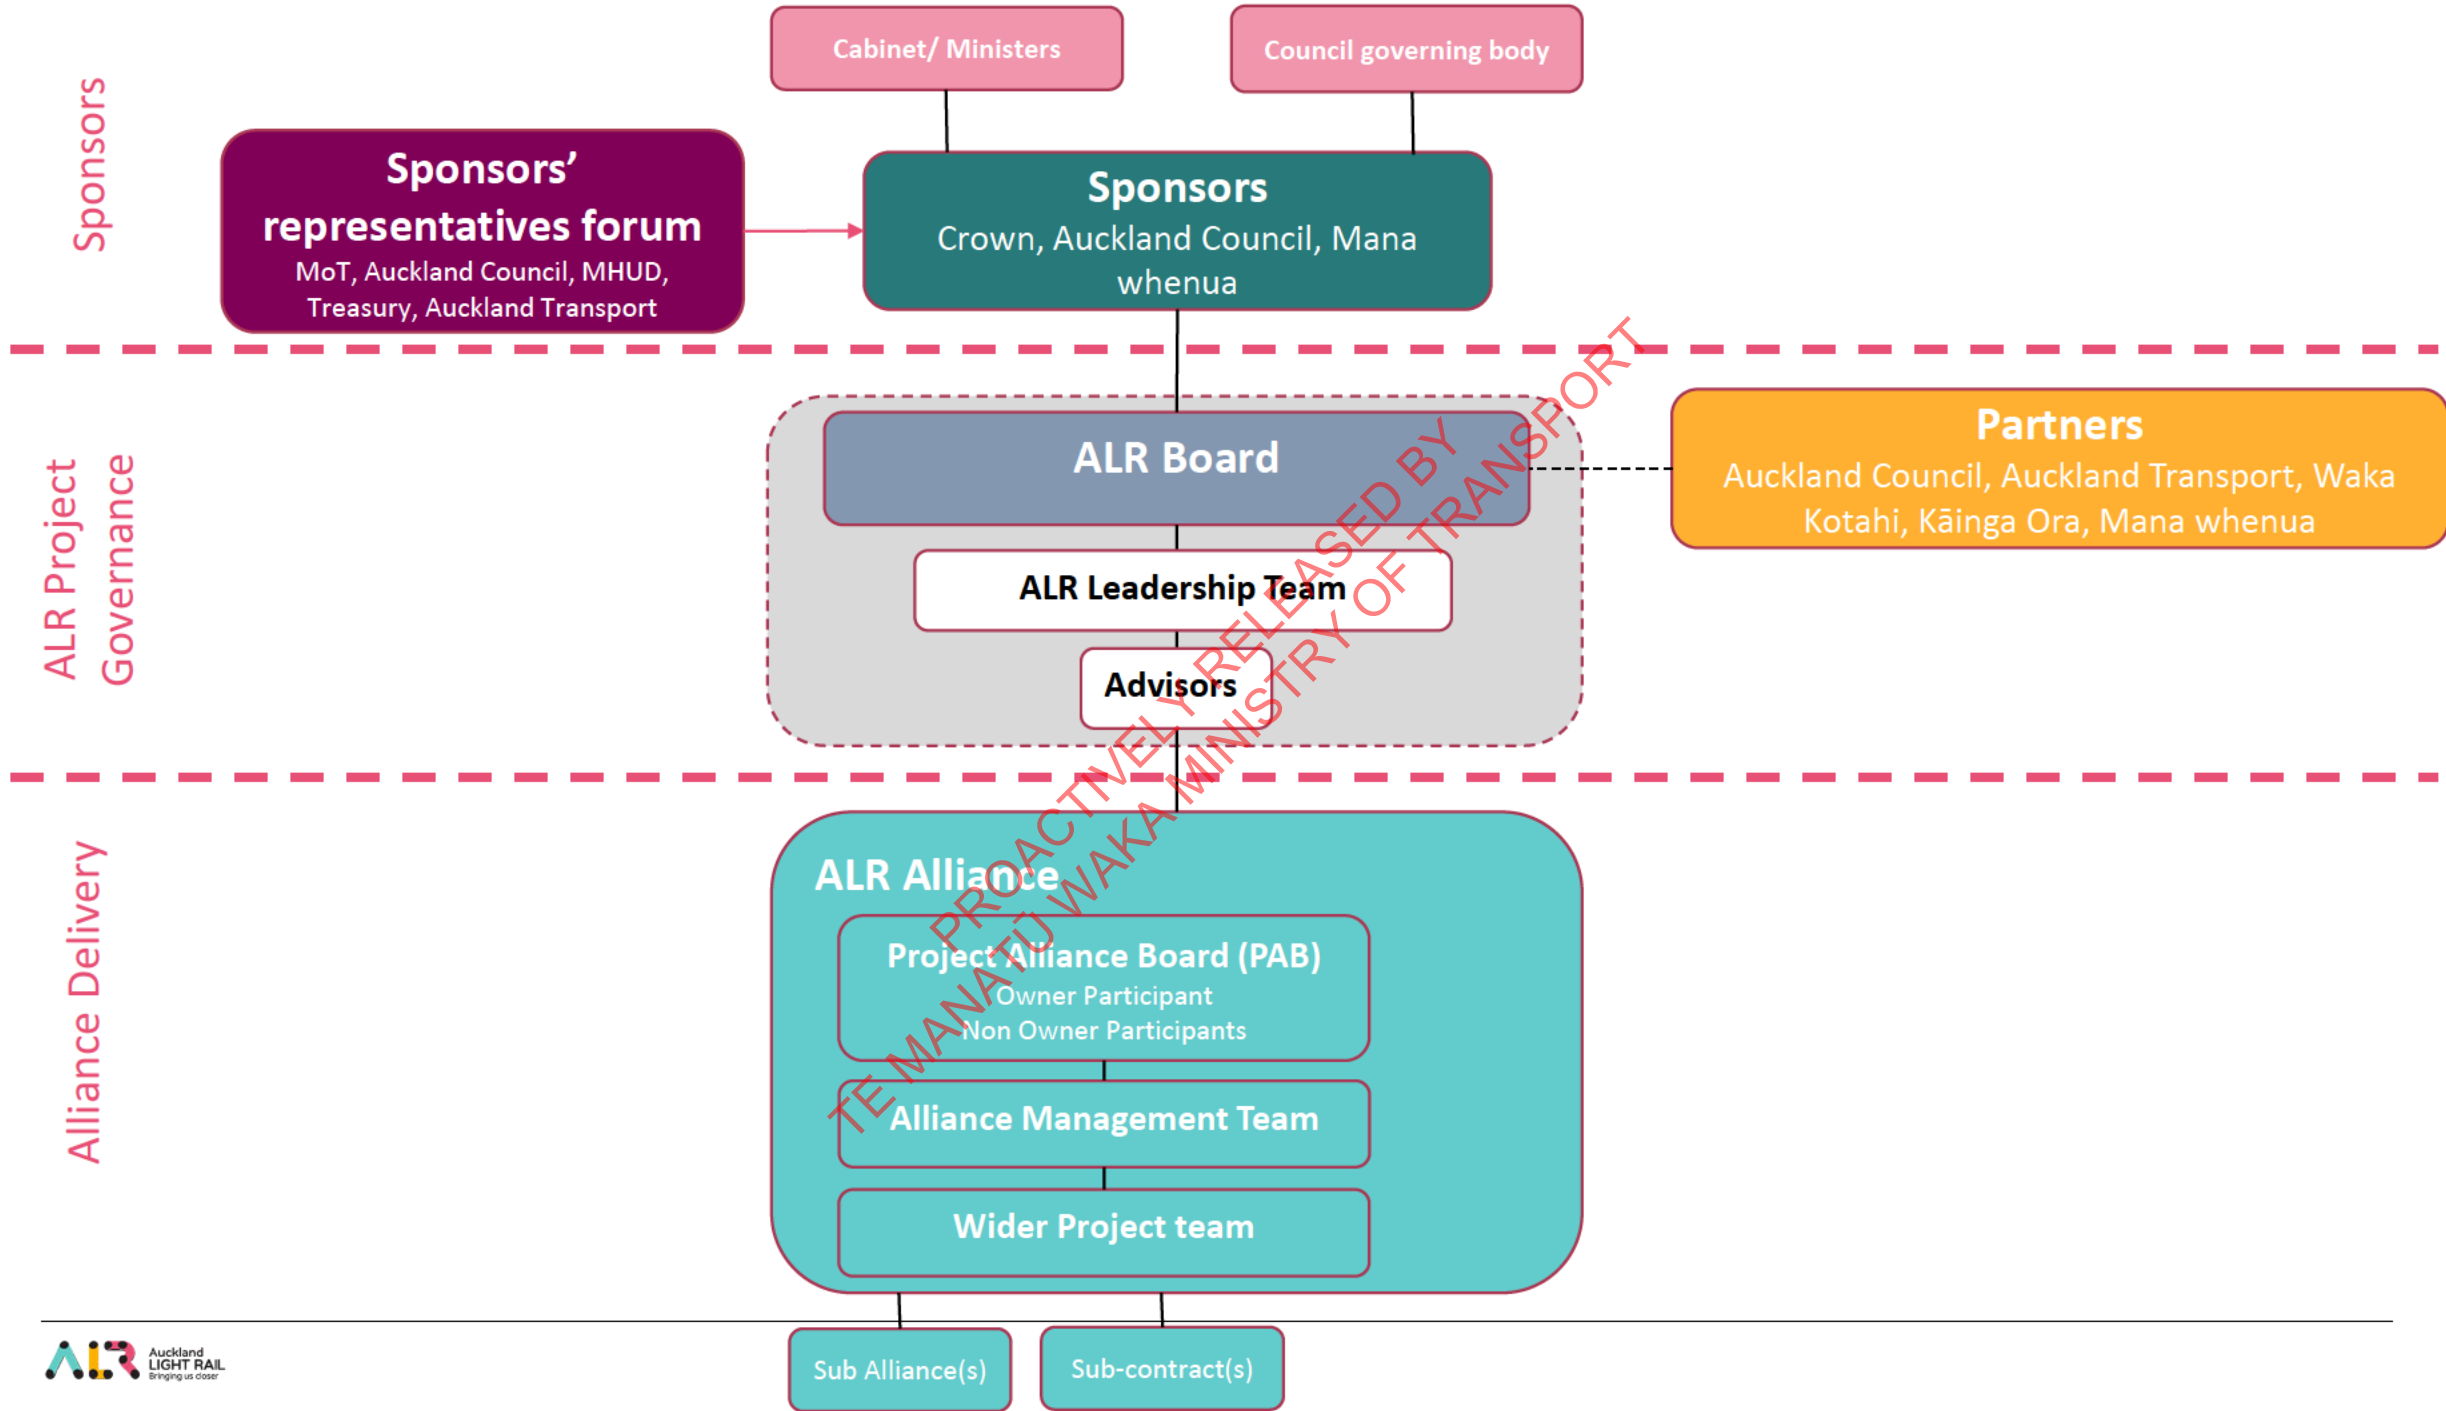 Sponsors
Cabinet/ Ministers
Council governing body
Sponsors’
representatives forum
MoT, Auckland Council, MHUD,
Treasury, Auckland Transport
Sponsors
Crown, Auckland Council, Mana
whenua
ALR Project
Governance
ALR Board
ALR Leadership Team
Advisors
Partners
Auckland Council, Auckland Transport, Waka
Kotahi, Kāinga Ora, Mana whenua
PROACTIVELY RELEASED BY
TE MANATŪ WAKA MINISTRY OF TRANSPORT
Alliance Delivery
ALR Alliance
Project Alliance Board (PAB)
Owner Participant
Non Owner Participants
Alliance Management Team
Wider Project team
Sub Alliance(s)
Sub-contract(s)
ALR
Auckland
LIGHT RAIL
Bringing us closer